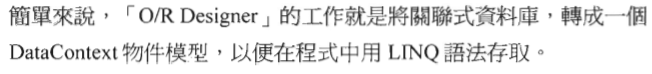 簡單來說，「O/R Designer」的工作就是將關聯式資料庫，轉成一個
DataContext 物件模型，以便在程式中用 LINQ 語法存取。